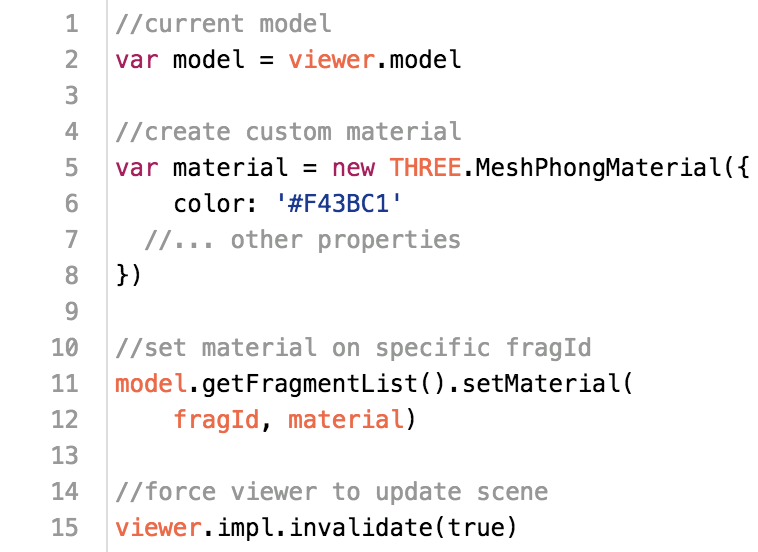 1 //current model
2 var model = viewer.model
3
4 //create custom material
5 var material = new THREE.MeshPhongMaterial({
6     color: '#F43BC1'
7   //... other properties
8 })
9
10 //set material on specific fragId
11 model.getFragmentList().setMaterial(
12     fragId, material)
13
14 //force viewer to update scene
15 viewer.impl.invalidate(true)